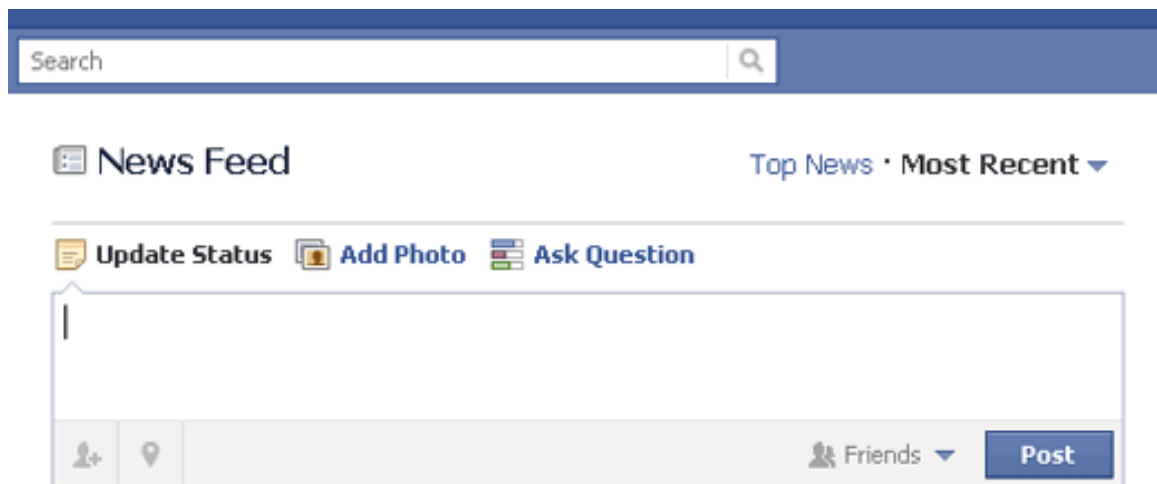 Search
News Feed
Top News · Most Recent
Update Status Add Photo Ask Question
Friends Post